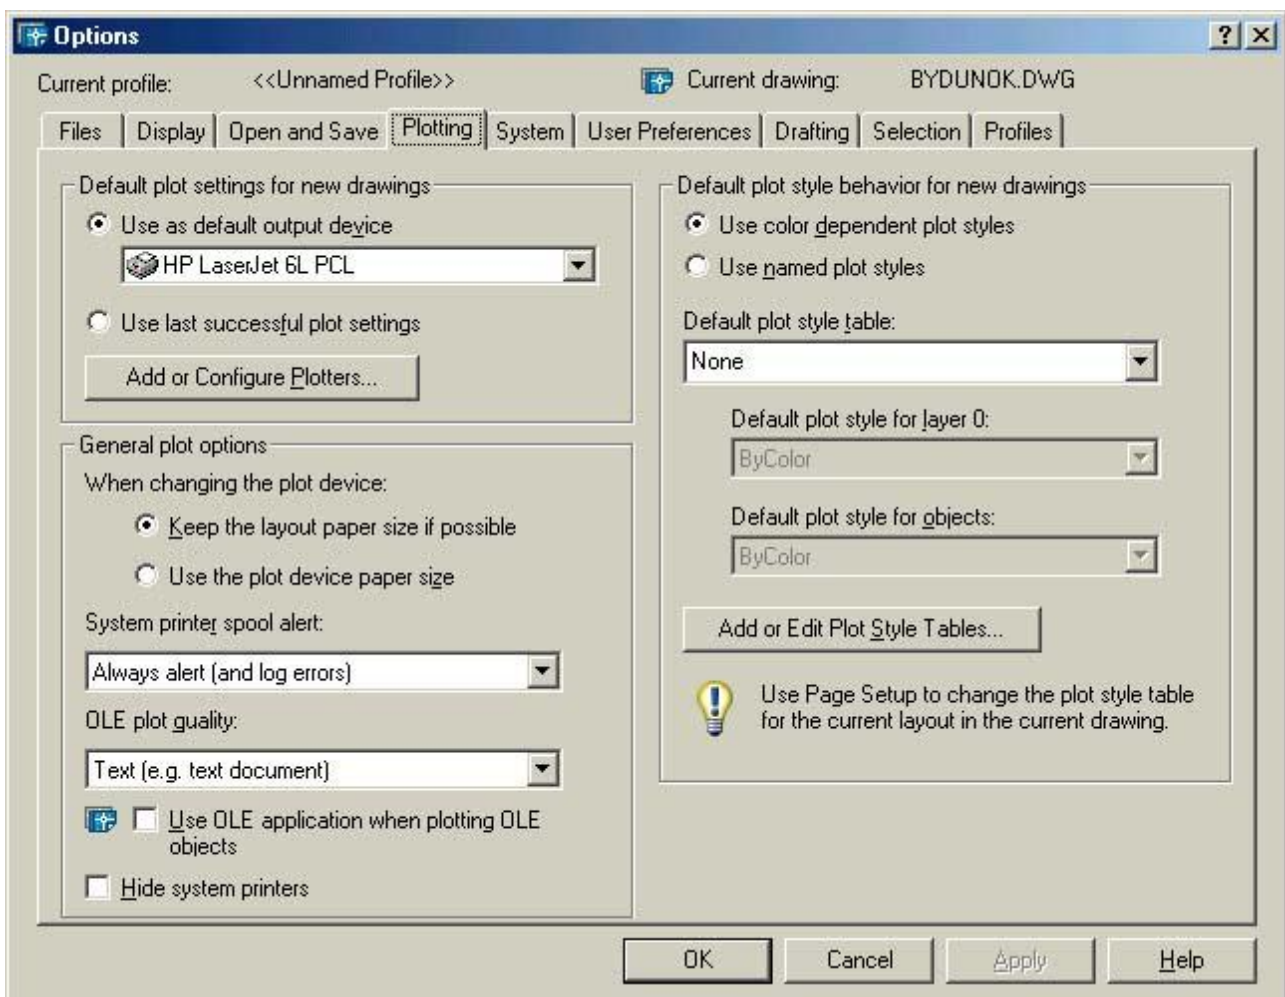 Options
Current profile: <<Unnamed Profile>> Current drawing: BYDUNOK.DWG
Files Display Open and Save Plotting System User Preferences Drafting Selection Profiles
Default plot settings for new drawings
Use as default output device
HP LaserJet 6L PCL
Use last successful plot settings
Add or Configure Plotters...
General plot options
When changing the plot device:
Keep the layout paper size if possible
Use the plot device paper size
System printer spool alert:
Always alert (and log errors)
OLE plot quality:
Text (e.g. text document)
Use OLE application when plotting OLE
objects
Hide system printers
Default plot style behavior for new drawings
Use color dependent plot styles
Use named plot styles
Default plot style table:
None
Default plot style for layer 0:
ByColor
Default plot style for objects:
ByColor
Add or Edit Plot Style Tables...
Use Page Setup to change the plot style table
for the current layout in the current drawing.
OK Cancel Apply Help